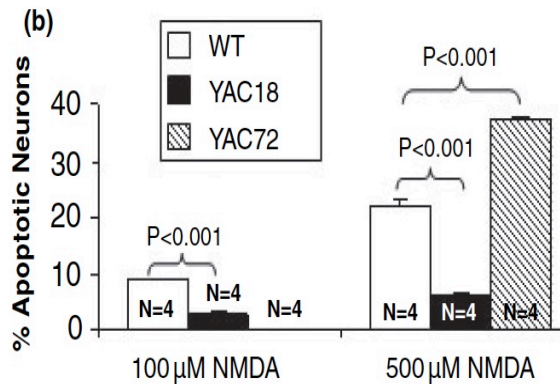 (b)
WT
YAC18
YAC72
% Apoptotic Neurons
40
30
20
10
0
P<0.001
P<0.001
P<0.001
N=4
N=4
N=4
N=4
N=4
N=4
100 µM NMDA
500 µM NMDA